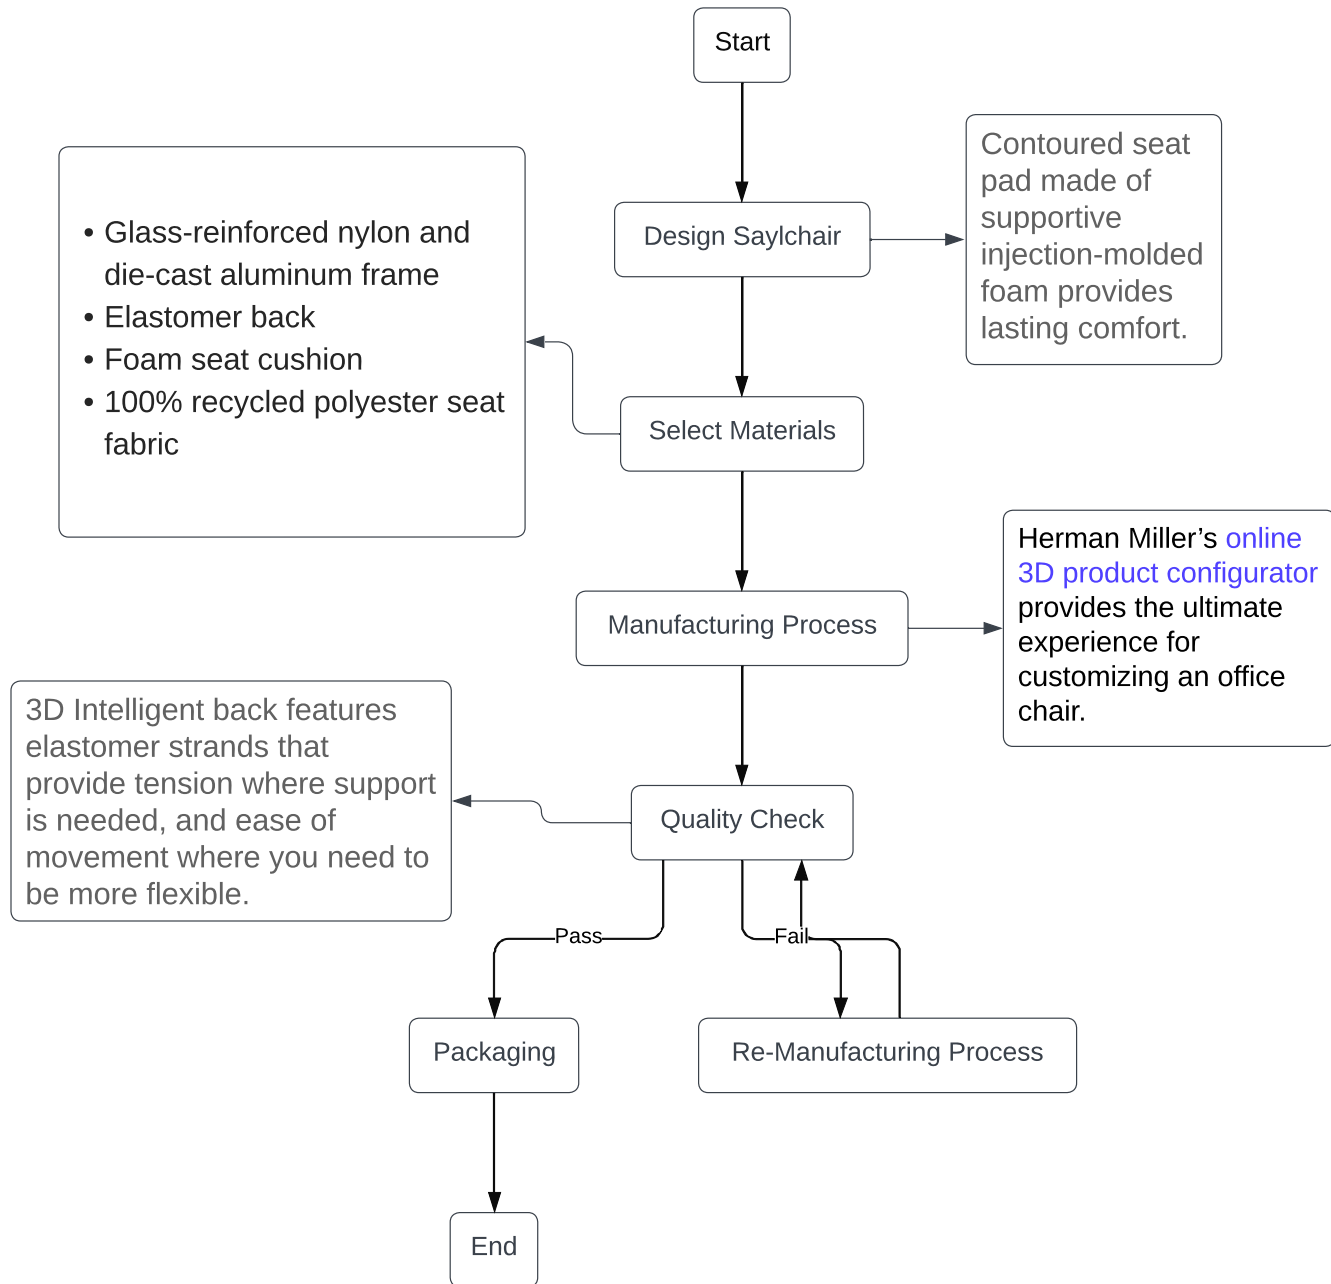 Start
Contoured seat
pad made of
supportive
injection-molded
foam provides
lasting comfort.
Design Saylchair
• Glass-reinforced nylon and
die-cast aluminum frame
• Elastomer back
• Foam seat cushion
• 100% recycled polyester seat
fabric
Select Materials
Herman Miller’s online
3D product configurator
provides the ultimate
experience for
customizing an office
chair.
Manufacturing Process
3D Intelligent back features
elastomer strands that
provide tension where support
is needed, and ease of
movement where you need to
be more flexible.
Quality Check
Pass
Fail
Packaging
Re-Manufacturing Process
End